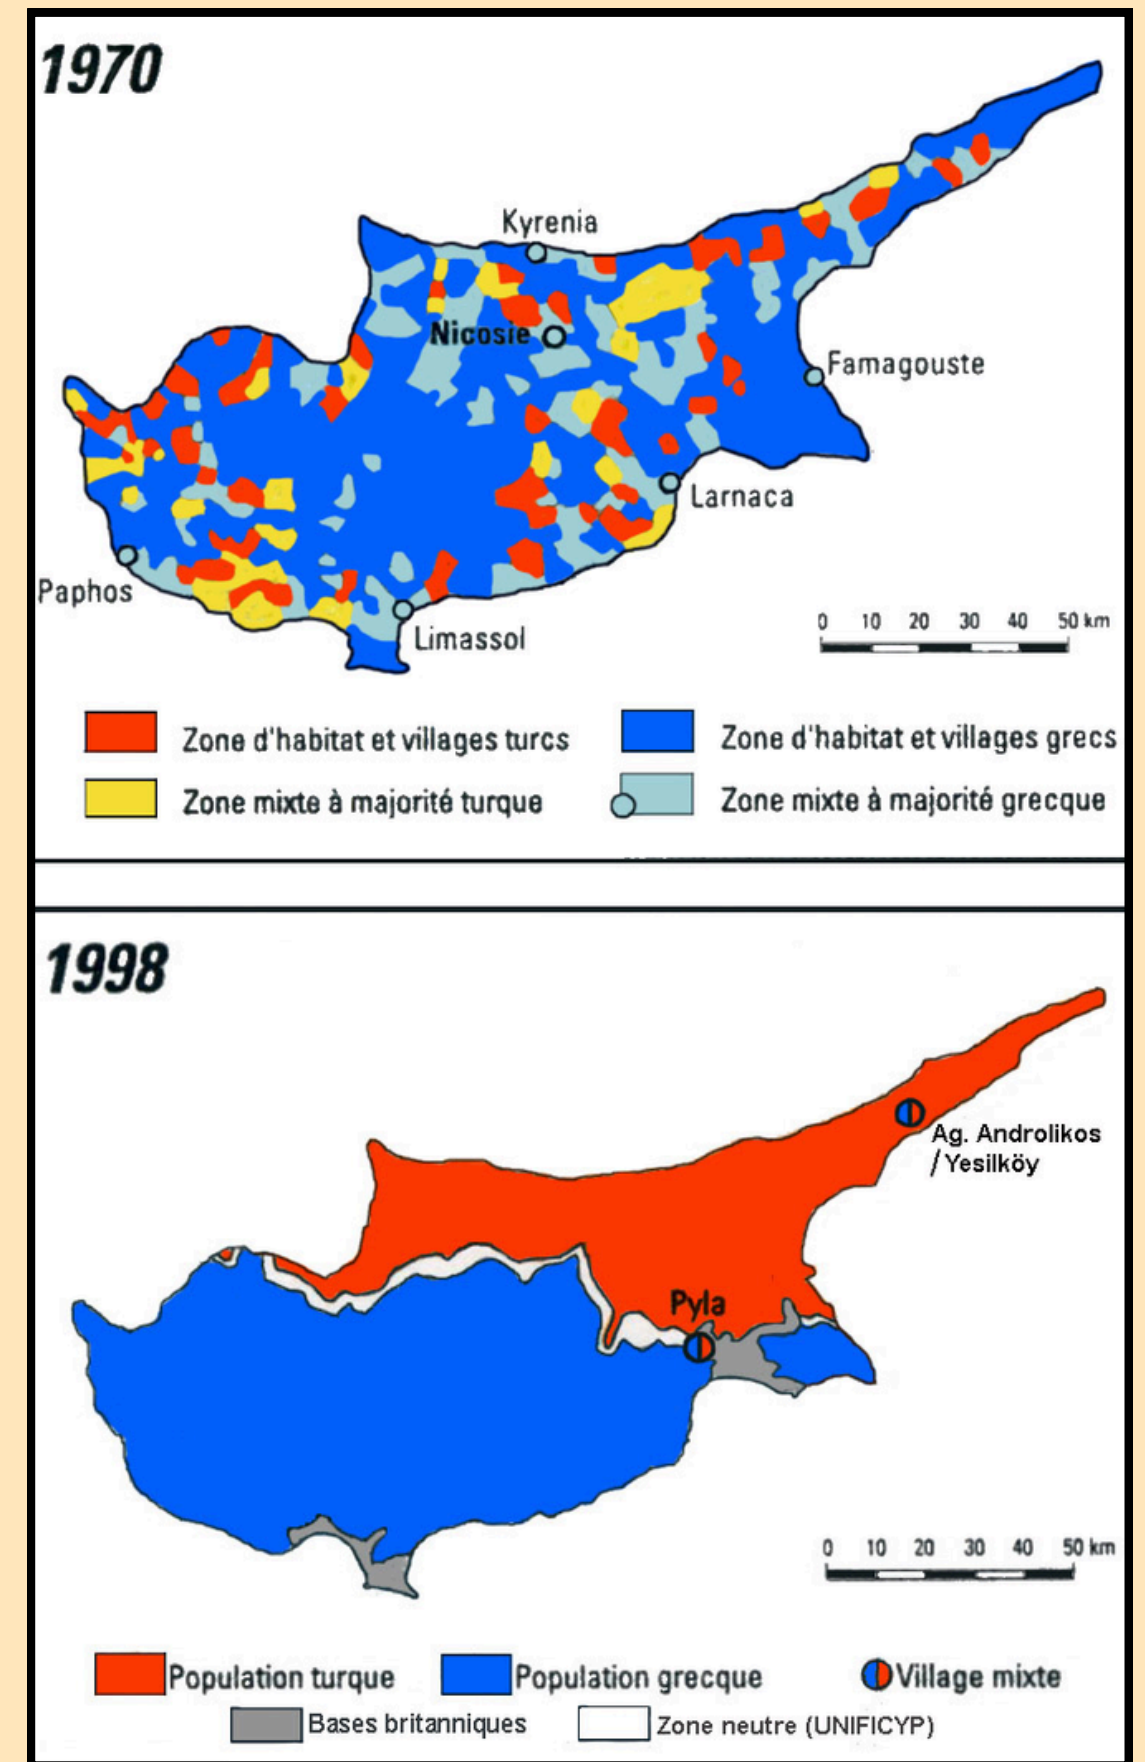 1970
Kyrenia
Nicosie
Famagouste
Larnaca
Paphos
Limassol
0 10 20 30 40 50 km
Zone d'habitat et villages turcs
Zone d'habitat et villages grecs
Zone mixte à majorité turque
Zone mixte à majorité grecque
1998
Ag. Androlikos
/Yesilköy
Pyla
0 10 20 30 40 50 km
Population turque
Population grecque
Village mixte
Bases britanniques
Zone neutre (UNIFICYP)